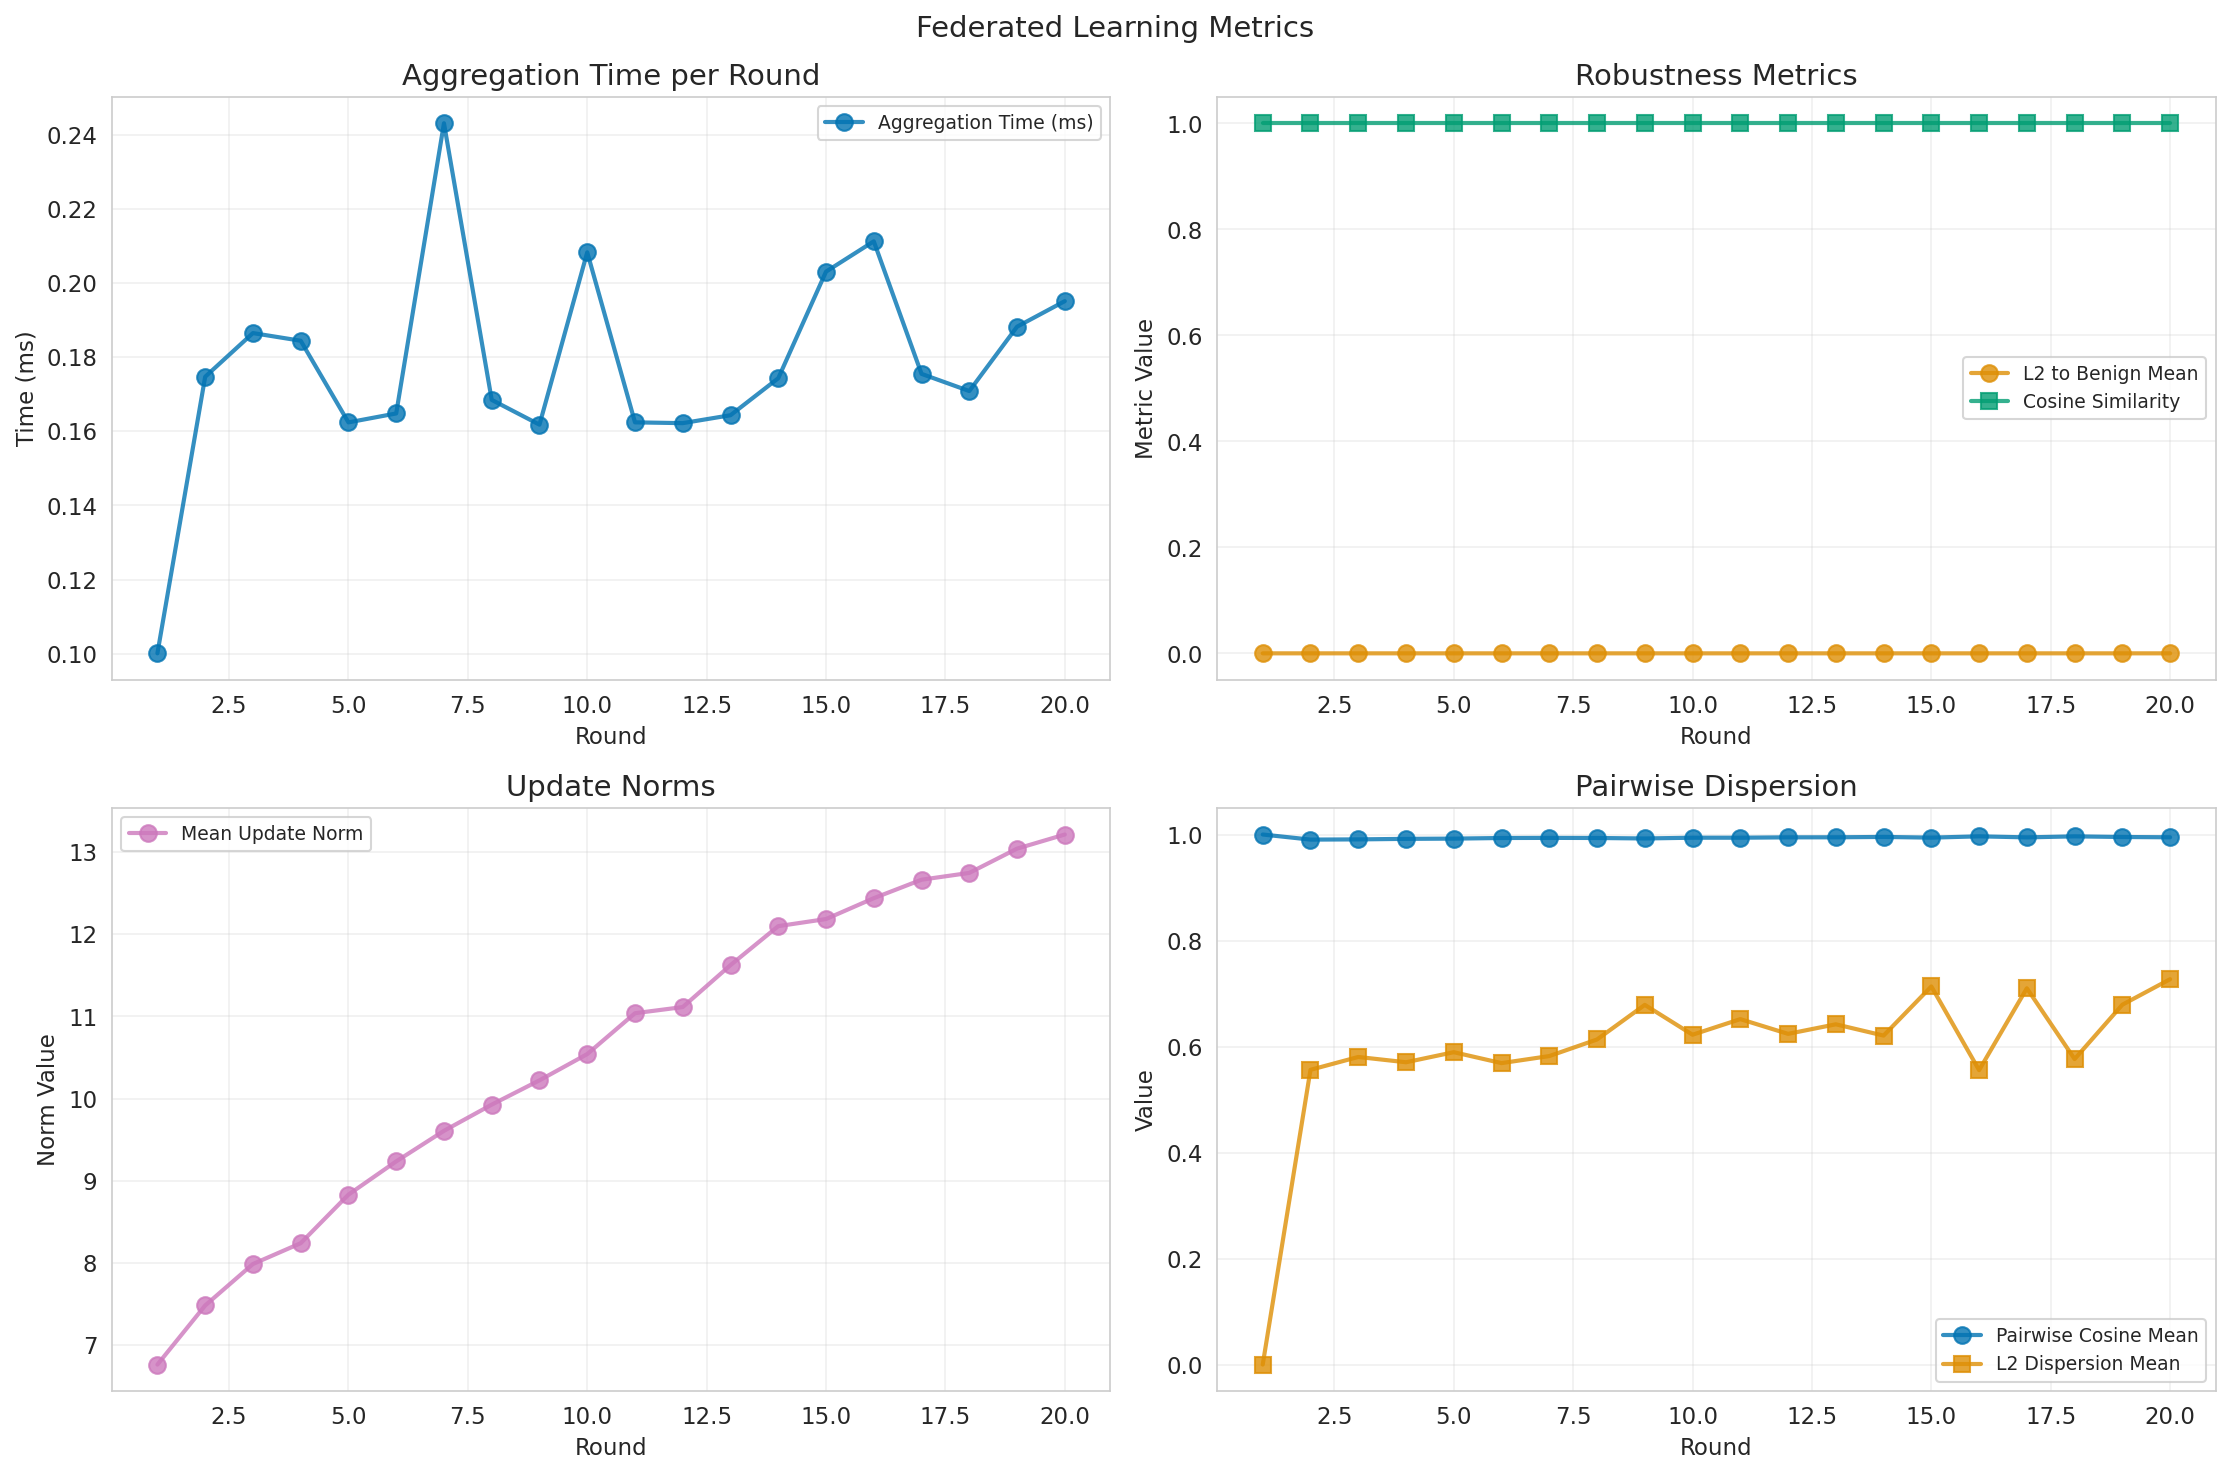 Federated Learning Metrics
Aggregation Time per Round
Aggregation Time (ms)
0.24
0.22
0.20
0.18
0.16
0.14
0.12
0.10
Time (ms)
2.5 5.0 7.5 10.0 12.5 15.0 17.5 20.0
Round
Robustness Metrics
L2 to Benign Mean
Cosine Similarity
1.0
0.8
0.6
0.4
0.2
0.0
Metric Value
2.5 5.0 7.5 10.0 12.5 15.0 17.5 20.0
Round
Update Norms
Mean Update Norm
13
12
11
10
9
8
7
Norm Value
2.5 5.0 7.5 10.0 12.5 15.0 17.5 20.0
Round
Pairwise Dispersion
1.0
0.8
0.6
0.4
0.2
0.0
Value
Pairwise Cosine Mean
L2 Dispersion Mean
2.5 5.0 7.5 10.0 12.5 15.0 17.5 20.0
Round